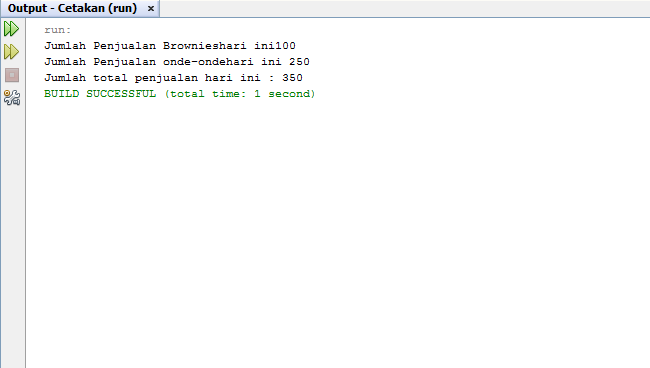 Output - Cetakan (run) ×
run:
Jumlah Penjualan Brownieshari ini100
Jumlah Penjualan onde-ondehari ini 250
Jumlah total penjualan hari ini : 350
BUILD SUCCESSFUL (total time: 1 second)